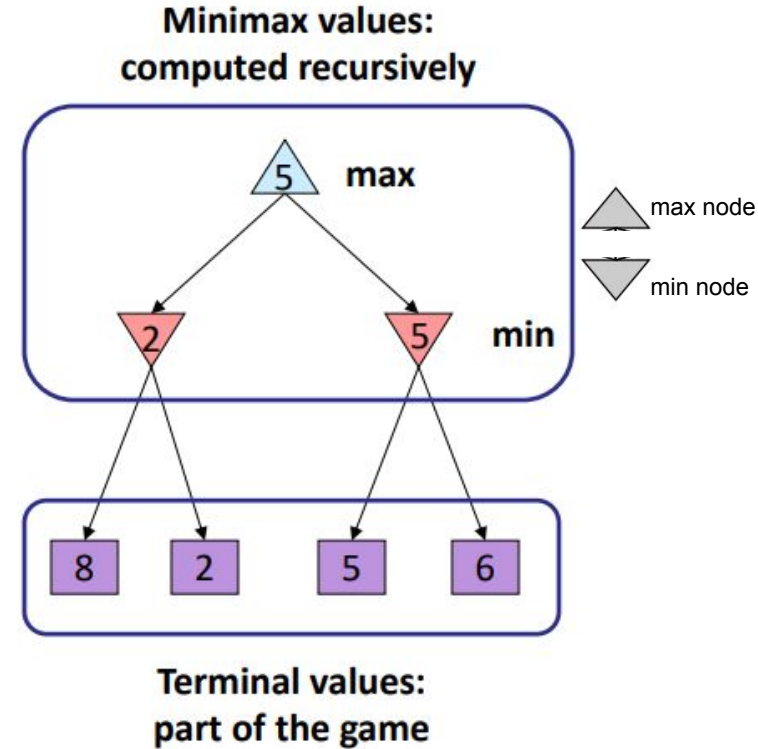 Minimax values:
computed recursively
5 max
max node
min node
2 5 min
8 2 5 6
Terminal values:
part of the game